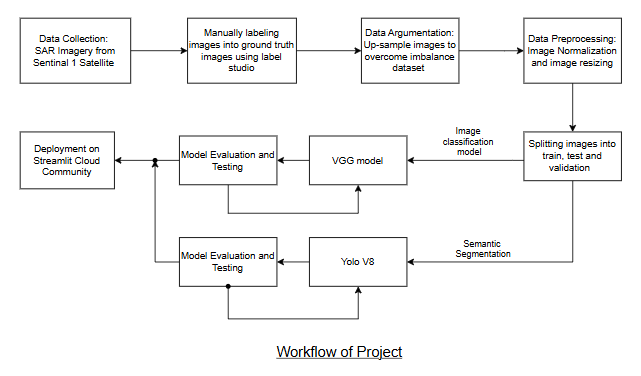 Data Collection:
SAR Imagery from
Sentinal 1 Satellite
Manually labeling
images into ground truth
images using label
studio
Data Argumentation:
Up-sample images to
overcome imbalance
dataset
Data Preprocessing:
Image Normalization
and image resizing
Deployment on
Streamlit Cloud
Community
Model Evaluation and
Testing
VGG model
Image
classification
model
Splitting images into
train, test and
validation
Model Evaluation and
Testing
Yolo V8
Semantic
Segmentation
Workflow of Project